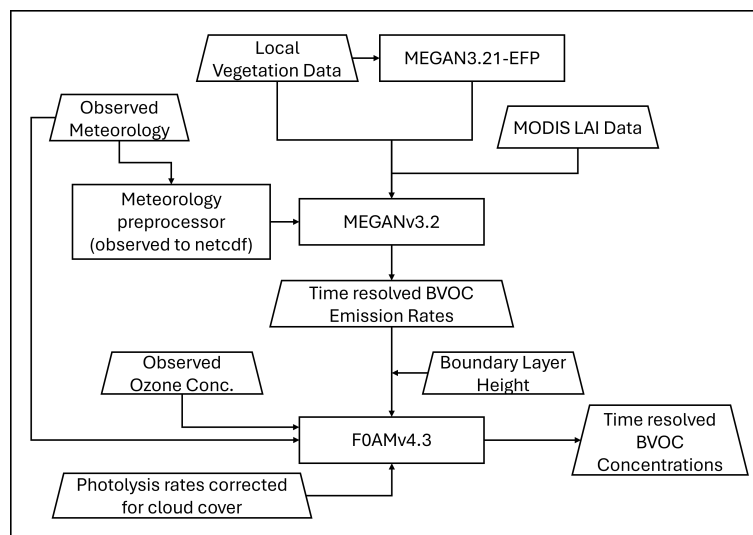 Local
Vegetation Data
MEGAN3.21-EFP
Observed
Meteorology
MODIS LAI Data
Meteorology
preprocessor
(observed to netcdf)
MEGANv3.2
Time resolved BVOC
Emission Rates
Observed
Ozone Conc.
Boundary Layer
Height
F0AMv4.3
Time resolved
BVOC
Concentrations
Photolysis rates corrected
for cloud cover